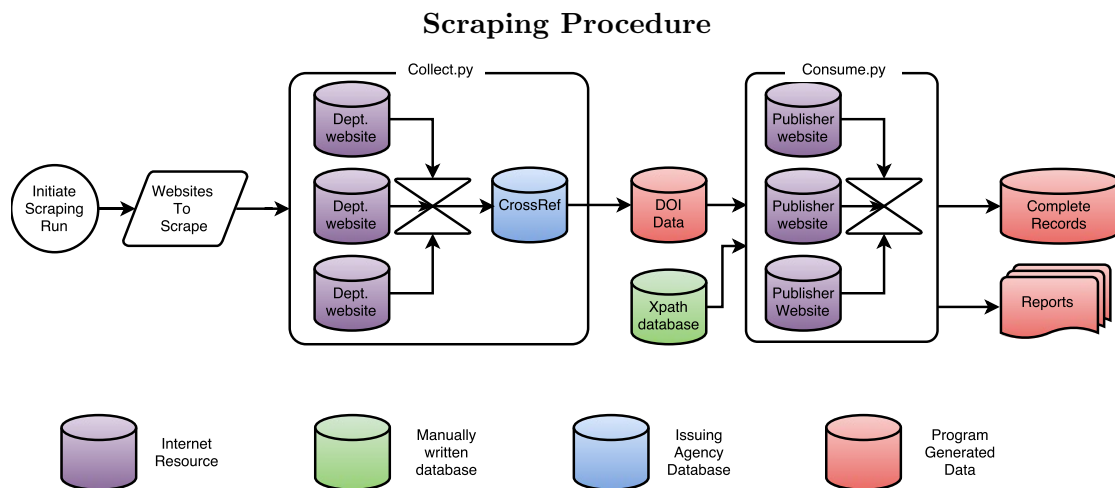 Scraping Procedure
Collect.py
Consume.py
Initiate
Scraping
Run
Websites
To
Scrape
Dept.
website
Dept.
website
Dept.
website
CrossRef
DOI
Data
Xpath
database
Publisher
website
Publisher
website
Publisher
Website
Complete
Records
Reports
Internet
Resource
Manually
written
database
Issuing
Agency
Database
Program
Generated
Data